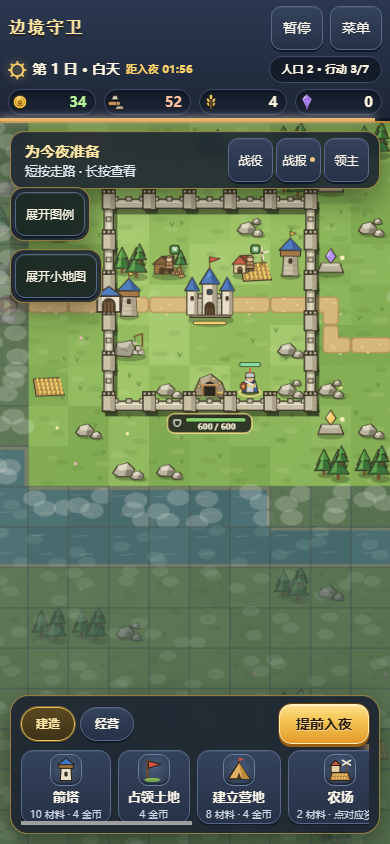 边境守卫
暂停
菜单
第 1 日 · 白天 距入夜 01:56
人口 2 · 行动 3/7
34
52
4
0
为今夜准备
短按走路 · 长按查看
战役
战报
领主
展开图例
展开小地图
600 / 600
建造
经营
提前入夜
箭塔
10 材料 · 4 金币
占领土地
4 金币
建立营地
8 材料 · 4 金币
农场
2 材料 · 点对应